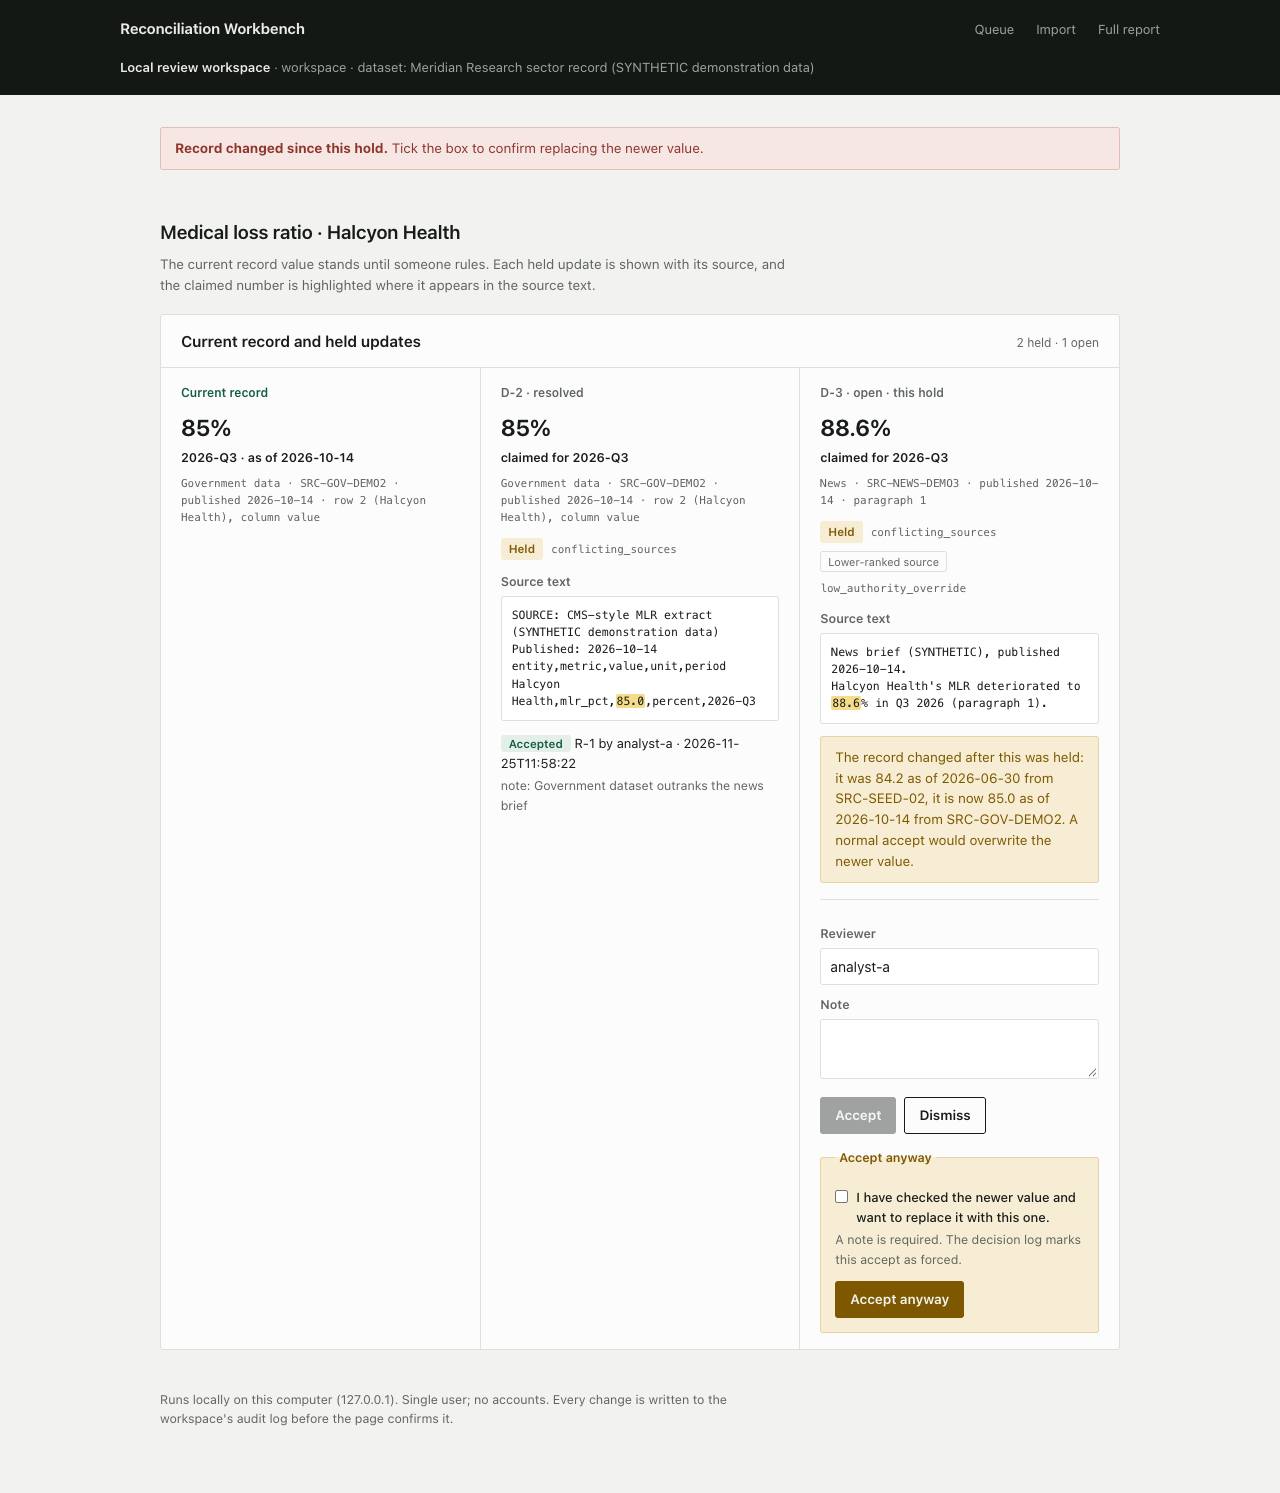 Reconciliation Workbench
Queue Import Full report
Local review workspace · workspace · dataset: Meridian Research sector record (SYNTHETIC demonstration data)
Record changed since this hold. Tick the box to confirm replacing the newer value.
Medical loss ratio · Halcyon Health
The current record value stands until someone rules. Each held update is shown with its source, and
the claimed number is highlighted where it appears in the source text.
Current record and held updates
2 held · 1 open
Current record
85%
2026-Q3 · as of 2026-10-14
Government data · SRC-GOV-DEMO2 ·
published 2026-10-14 · row 2 (Halcyon
Health), column value
D-2 · resolved
85%
claimed for 2026-Q3
Government data · SRC-GOV-DEMO2 ·
published 2026-10-14 · row 2 (Halcyon
Health), column value
Held conflicting_sources
Source text
SOURCE: CMS-style MLR extract
(SYNTHETIC demonstration data)
Published: 2026-10-14
entity,metric,value,unit,period
Halcyon
Health,mlr_pct,85.0,percent,2026-Q3
Accepted R-1 by analyst-a · 2026-11-
25T11:58:22
note: Government dataset outranks the news
brief
D-3 · open · this hold
88.6%
claimed for 2026-Q3
News · SRC-NEWS-DEMO3 · published 2026-10-
14 · paragraph 1
Held conflicting_sources
Lower-ranked source
low_authority_override
Source text
News brief (SYNTHETIC), published
2026-10-14.
Halcyon Health's MLR deteriorated to
88.6% in Q3 2026 (paragraph 1).
The record changed after this was held:
it was 84.2 as of 2026-06-30 from
SRC-SEED-02, it is now 85.0 as of
2026-10-14 from SRC-GOV-DEMO2. A
normal accept would overwrite the
newer value.
Reviewer
analyst-a
Note
Accept Dismiss
Accept anyway
I have checked the newer value and
want to replace it with this one.
A note is required. The decision log marks
this accept as forced.
Accept anyway
Runs locally on this computer (127.0.0.1). Single user; no accounts. Every change is written to the
workspace's audit log before the page confirms it.